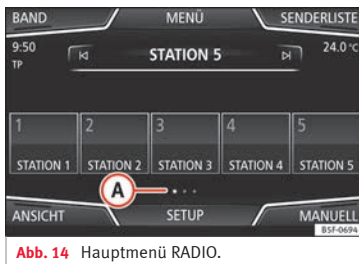 BAND MENÜ SENDERLISTE
9:50 STATION 5 24.0 °C
TP
1 2 3 4 5
STATION 1 STATION 2 STATION 3 STATION 4 STATION 5
A
ANSICHT SETUP MANUELL
B5F-0694
Abb. 14 Hauptmenü RADIO.